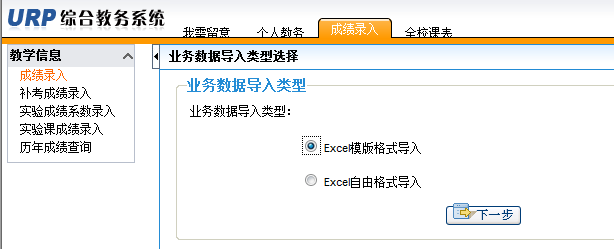 URP 综合教务系统
我需留意 个人教务 成绩录入 全校课表
教学信息
成绩录入
补考成绩录入
实验成绩系数录入
实验课成绩录入
历年成绩查询
业务数据导入类型选择
业务数据导入类型
业务数据导入类型：
Excel模版格式导入
Excel自由格式导入
下一步